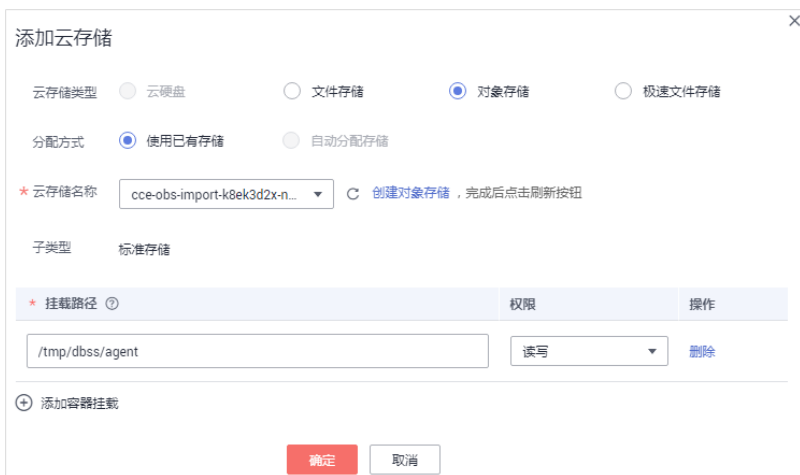 添加云存储
云存储类型 云硬盘 文件存储 对象存储 极速文件存储
分配方式 使用已有存储 自动分配存储
* 云存储名称 cce-obs-import-k8ek3d2x-n... 创建对象存储 ，完成后点击刷新按钮
子类型 标准存储
* 挂载路径 ? 权限 操作
/tmp/dbss/agent 读写 删除
添加容器挂载
确定 取消